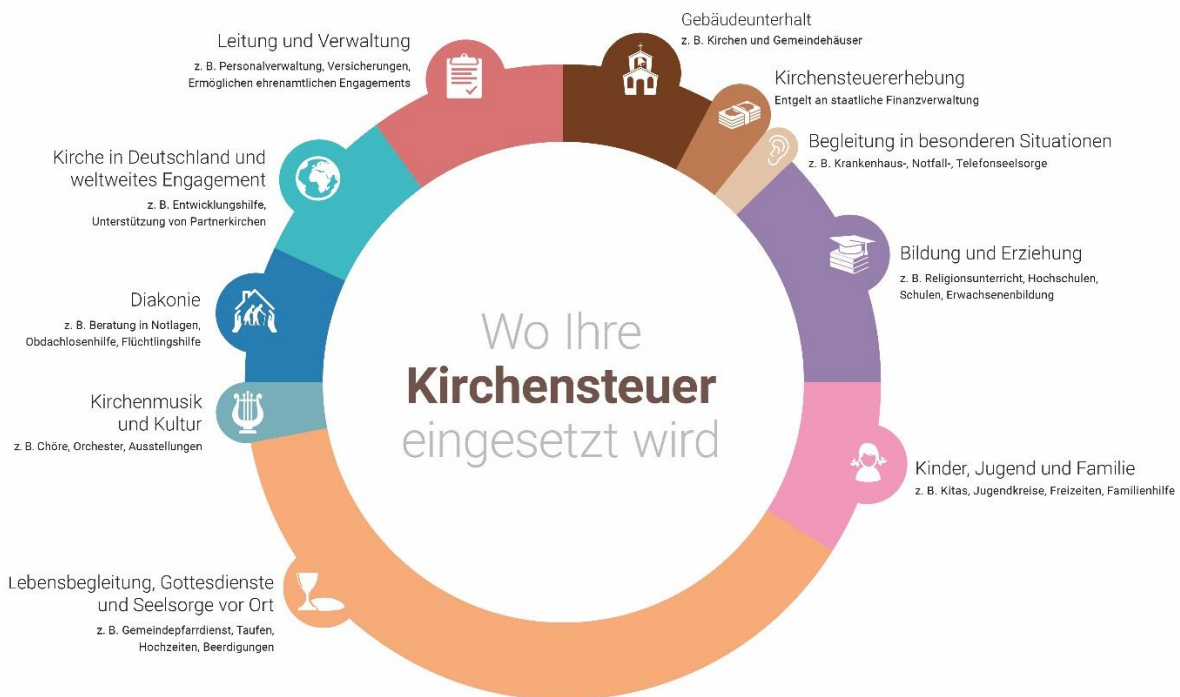 Gebäudeunterhalt
z. B. Kirchen und Gemeindehäuser
Kirchensteuererhebung
Entgelt an staatliche Finanzverwaltung
Begleitung in besonderen Situationen
z. B. Krankenhaus-, Notfall-, Telefonseelsorge
Bildung und Erziehung
z. B. Religionsunterricht, Hochschulen,
Schulen, Erwachsenenbildung
Kinder, Jugend und Familie
z. B. Kitas, Jugendkreise, Freizeiten, Familienhilfe
Lebensbegleitung, Gottesdienste
und Seelsorge vor Ort
z. B. Gemeindepfarrdienst, Taufen,
Hochzeiten, Beerdigungen
Kirchenmusik
und Kultur
z. B. Chöre, Orchester, Ausstellungen
Diakonie
z. B. Beratung in Notlagen,
Obdachlosenhilfe, Flüchtlingshilfe
Kirche in Deutschland und
weltweites Engagement
z. B. Entwicklungshilfe,
Unterstützung von Partnerkirchen
Leitung und Verwaltung
z. B. Personalverwaltung, Versicherungen,
Ermöglichen ehrenamtlichen Engagements
Wo Ihre
Kirchensteuer
eingesetzt wird